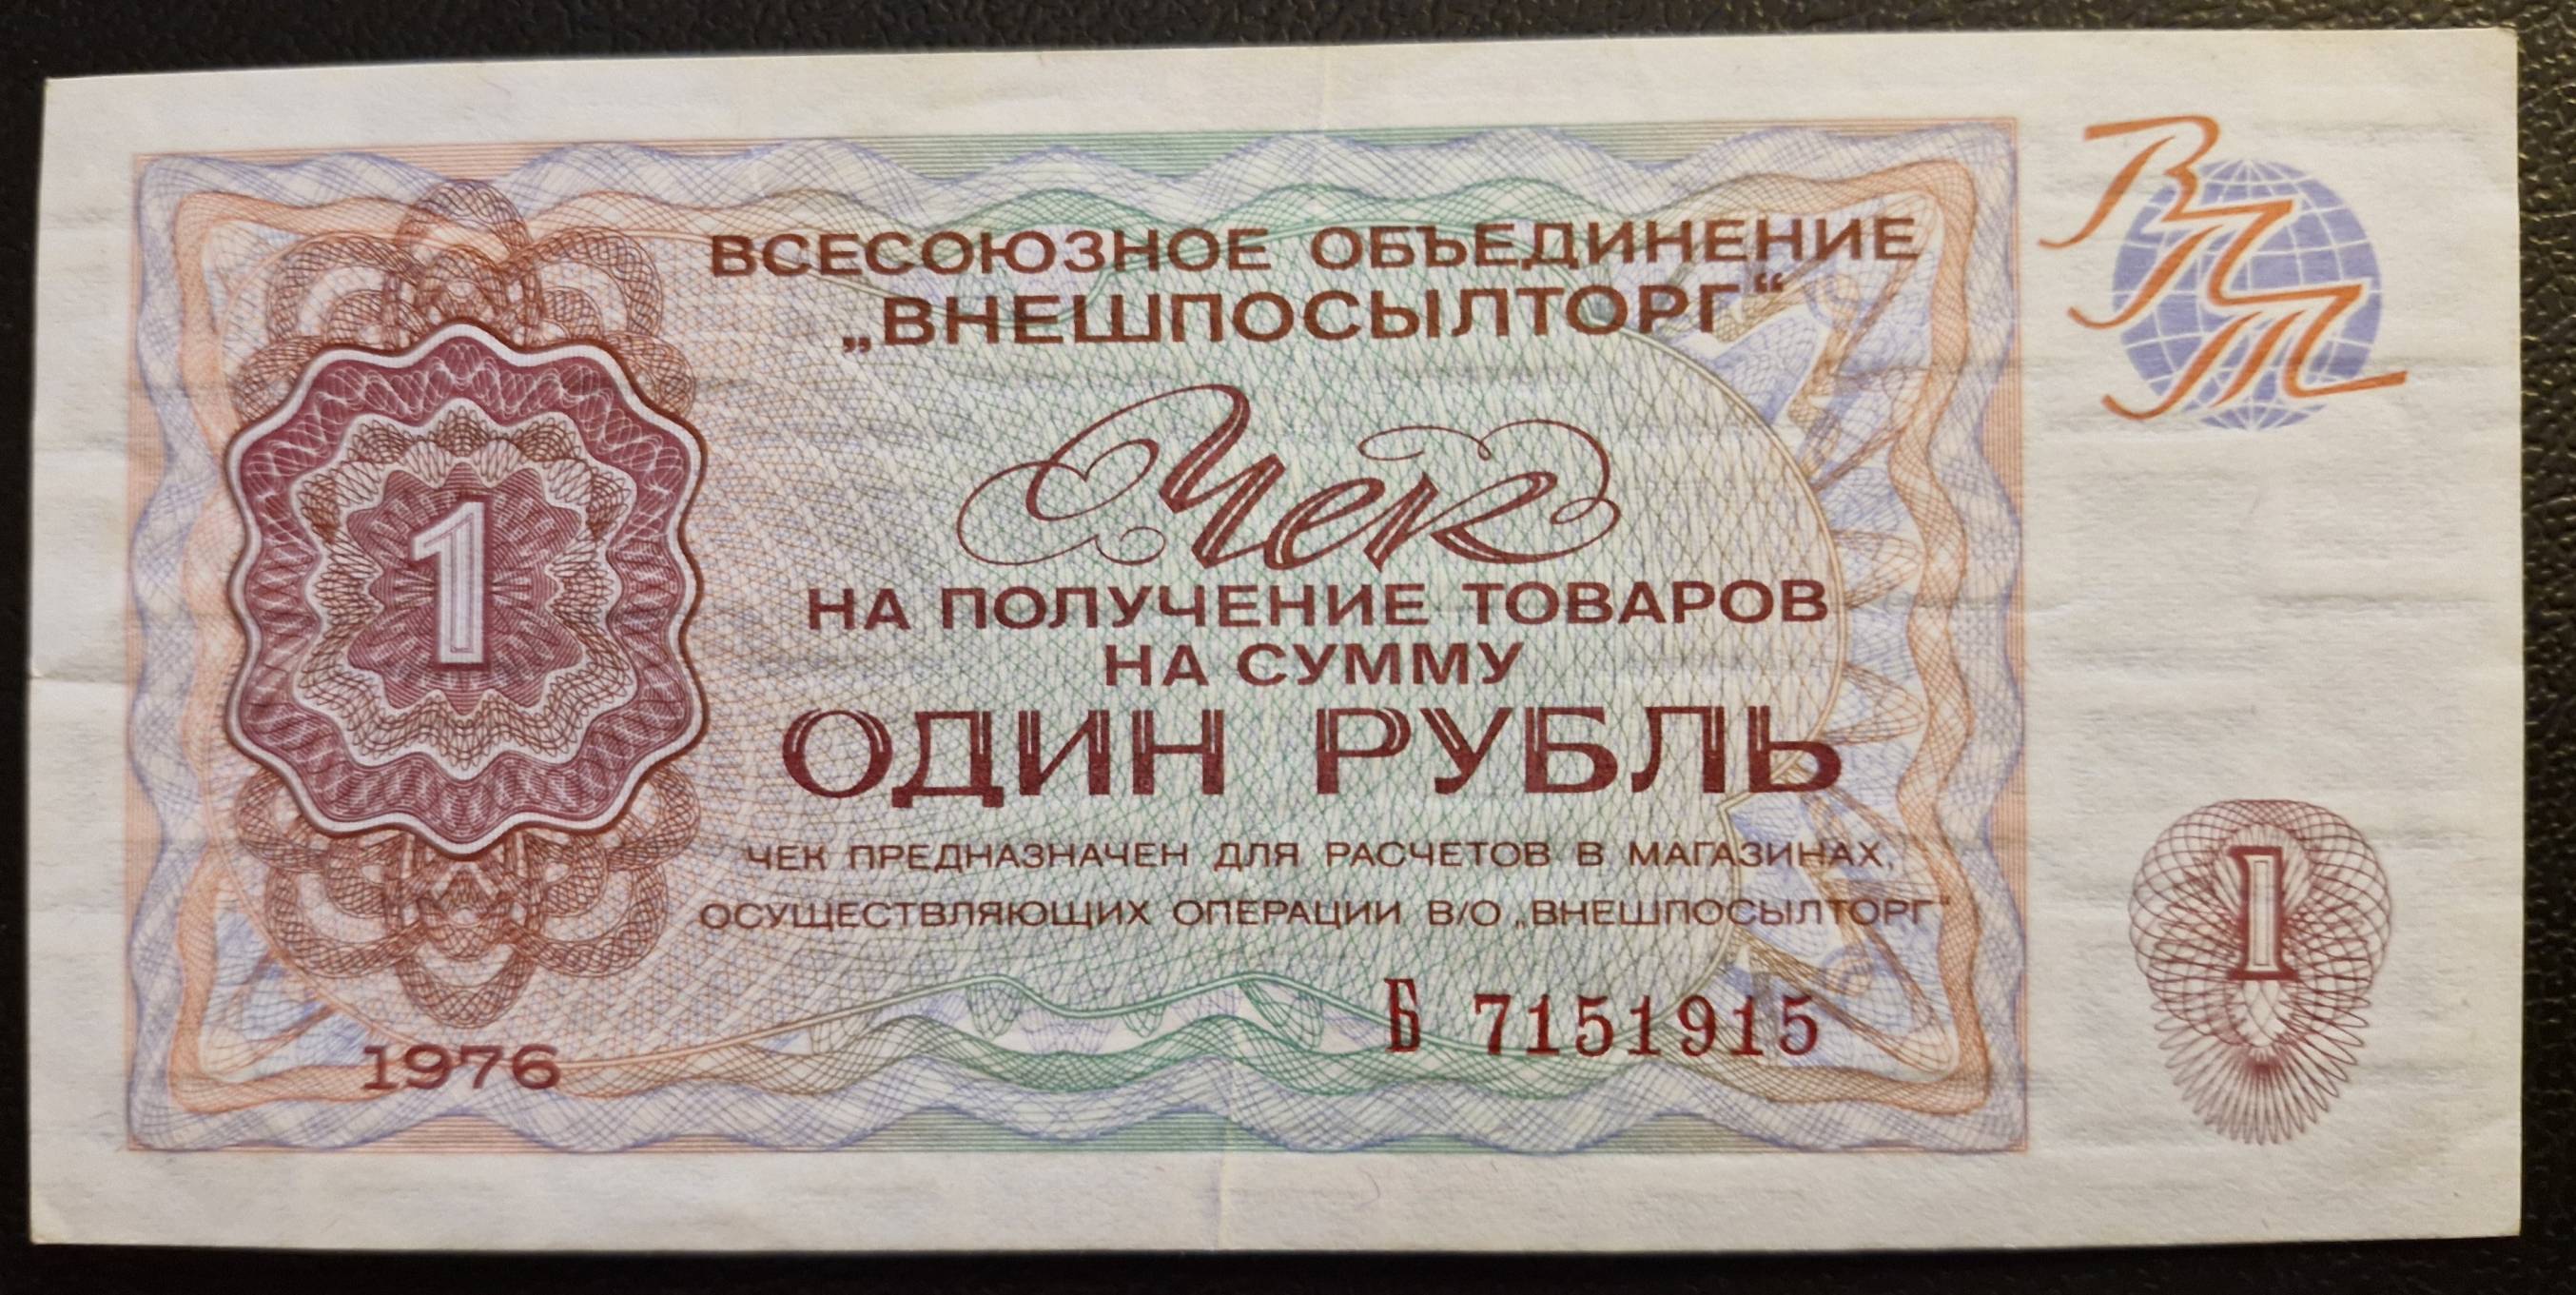 ВСЕСОЮЗНОЕ ОБЪЕДИНЕНИЕ
„ВНЕШПОСЫЛТОРГ“
ВПТ
Чек
НА ПОЛУЧЕНИЕ ТОВАРОВ
НА СУММУ
1
ОДИН РУБЛЬ
ЧЕК ПРЕДНАЗНАЧЕН ДЛЯ РАСЧЕТОВ В МАГАЗИНАХ,
ОСУЩЕСТВЛЯЮЩИХ ОПЕРАЦИИ В/О „ВНЕШПОСЫЛТОРГ“
1
Б 7151915
1976